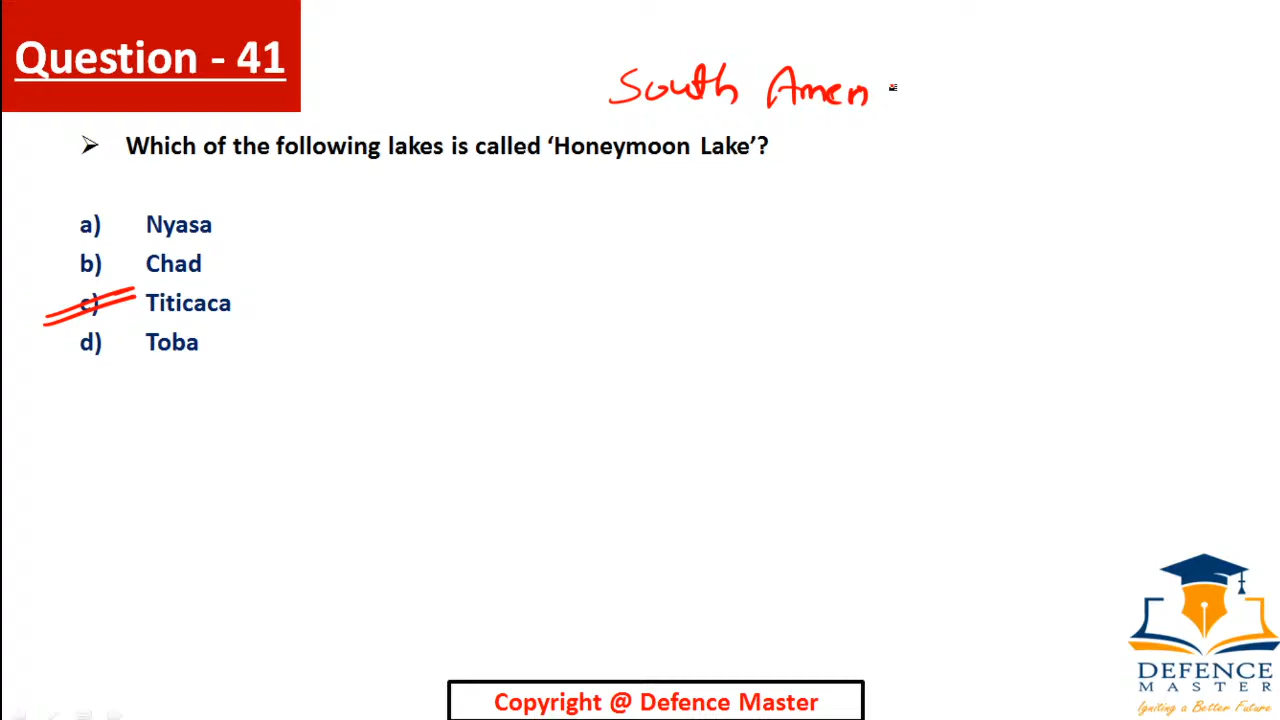 Question - 41
South Ameri
Which of the following lakes is called ‘Honeymoon Lake’?
a) Nyasa
b) Chad
c) Titicaca
d) Toba
DEFENCE
MASTER
Igniting a Better Future
Copyright @ Defence Master